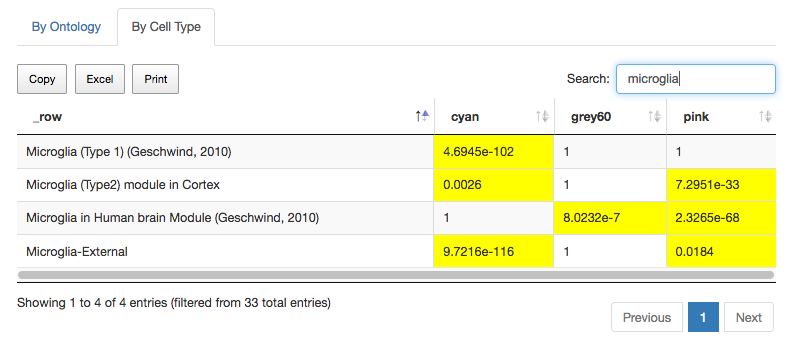 By Ontology By Cell Type
Copy Excel Print Search: microglia
_row cyan grey60 pink
Microglia (Type 1) (Geschwind, 2010) 4.6945e-102 1 1
Microglia (Type2) module in Cortex 0.0026 1 7.2951e-33
Microglia in Human brain Module (Geschwind, 2010) 1 8.0232e-7 2.3265e-68
Microglia-External 9.7216e-116 1 0.0184
Showing 1 to 4 of 4 entries (filtered from 33 total entries)
Previous 1 Next